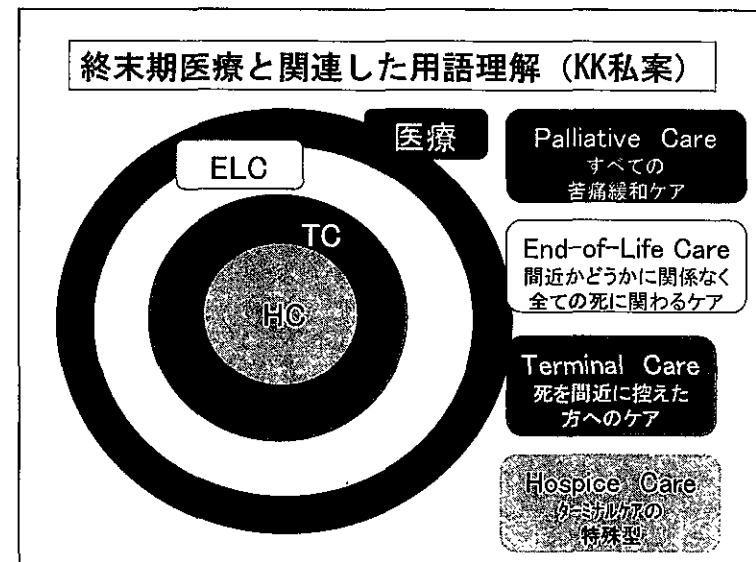 終末期医療と関連した用語理解（KK私案）
医療
ELC
TC
HC
Palliative Care
すべての
苦痛緩和ケア
End-of-Life Care
間近かどうかに関係なく
全ての死に関わるケア
Terminal Care
死を間近に控えた
方へのケア
Hospice Care
ターミナルケアの
特殊型